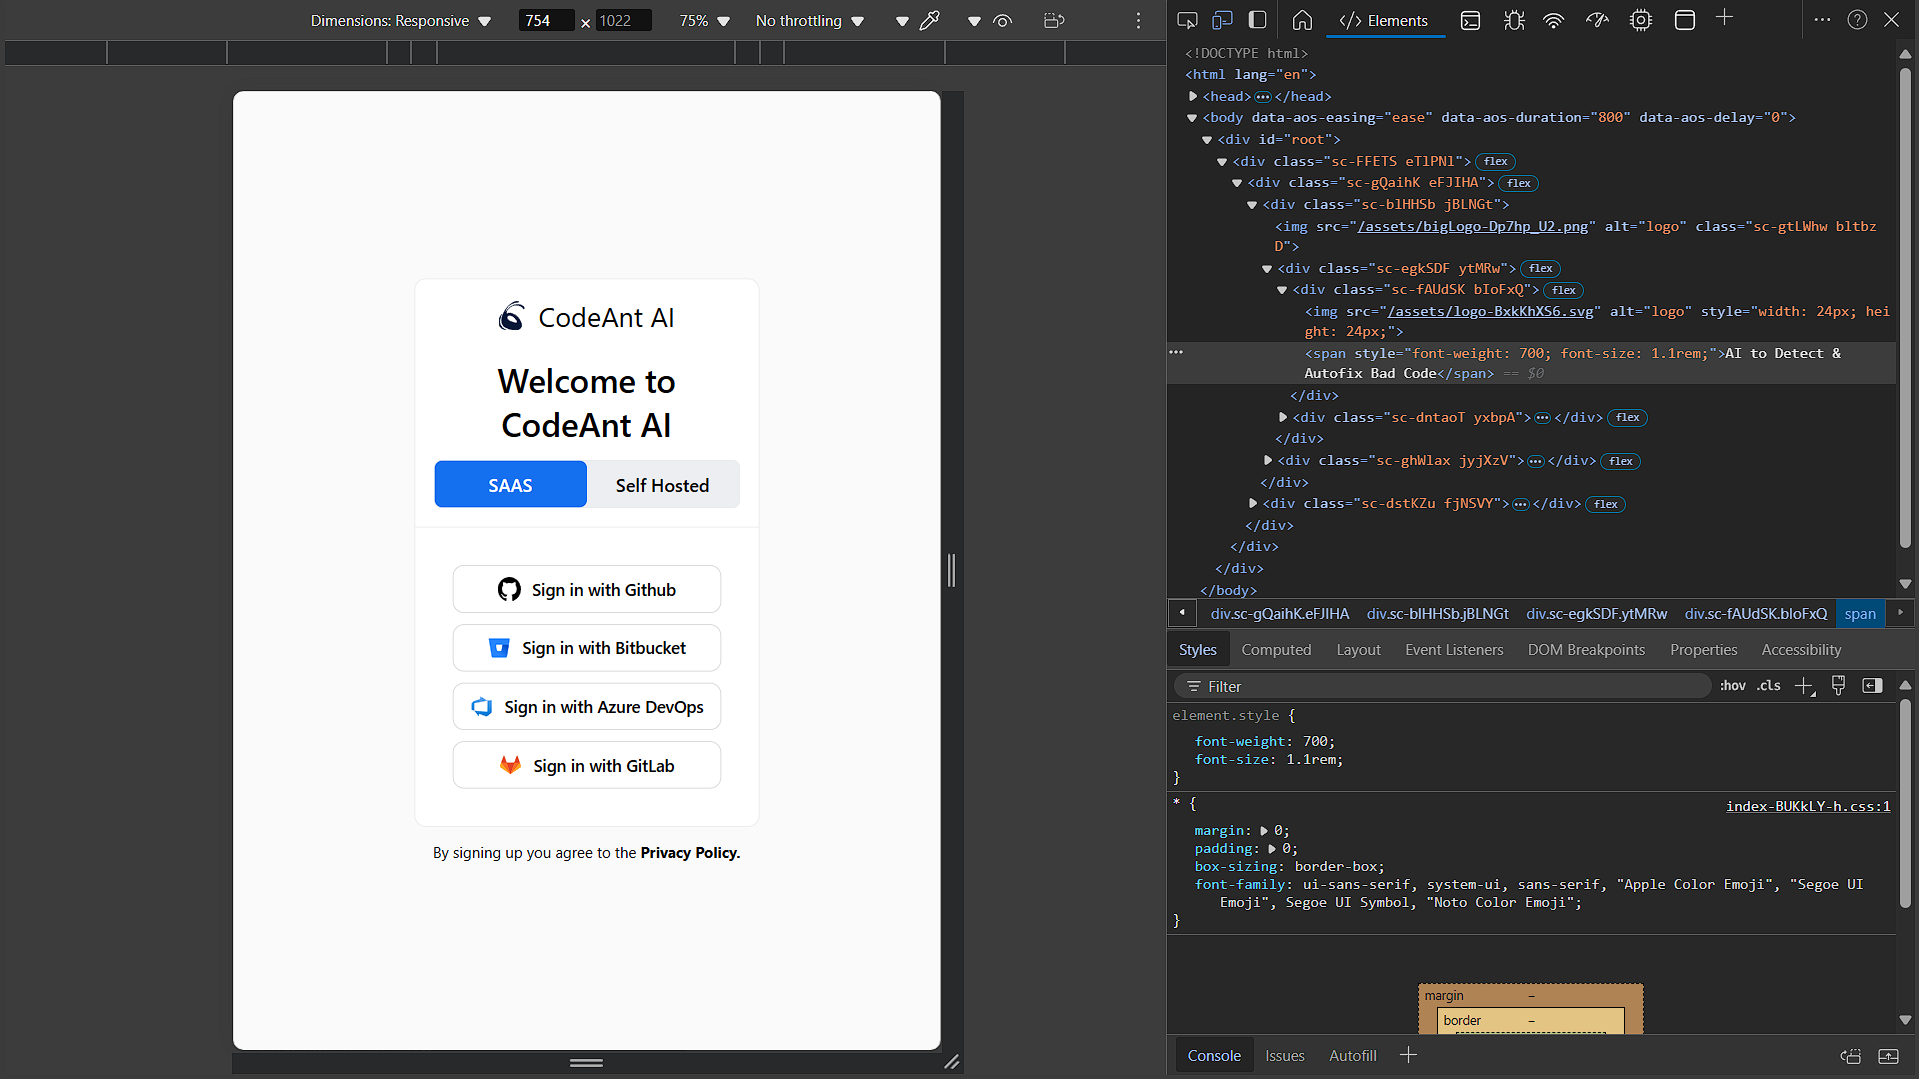 Dimensions: Responsive 754 × 1022 75% No throttling
Elements
<!DOCTYPE html>
<html lang="en">
<head>•••</head>
<body data-aos-easing="ease" data-aos-duration="800" data-aos-delay="0">
<div id="root">
<div class="sc-FFETS eTlPNl"> flex
<div class="sc-gQaihK eFJIHA"> flex
<div class="sc-blHHSb jBLNGt">
<img src="/assets/bigLogo-Dp7hp_U2.png" alt="logo" class="sc-gtLWhw bltbz
D">
<div class="sc-egkSDF ytMRw"> flex
<div class="sc-fAUdSK bIoFxQ"> flex
<img src="/assets/logo-BxkKhXS6.svg" alt="logo" style="width: 24px; hei
ght: 24px;">
<span style="font-weight: 700; font-size: 1.1rem;">AI to Detect &
Autofix Bad Code</span> == $0
</div>
<div class="sc-dntaoT yxbpA">•••</div> flex
</div>
<div class="sc-ghWlax jyjXzV">•••</div> flex
</div>
<div class="sc-dstKZu fjNSVY">•••</div> flex
</div>
</div>
</div>
</body>
div.sc-gQaihK.eFJIHA div.sc-blHHSb.jBLNGt div.sc-egkSDF.ytMRw div.sc-fAUdSK.bIoFxQ span
Styles Computed Layout Event Listeners DOM Breakpoints Properties Accessibility
Filter :hov .cls
element.style {
font-weight: 700;
font-size: 1.1rem;
}
* { index-BUKkLY-h.css:1
margin: 0;
padding: 0;
box-sizing: border-box;
font-family: ui-sans-serif, system-ui, sans-serif, "Apple Color Emoji", "Segoe UI
Emoji", Segoe UI Symbol, "Noto Color Emoji";
}
margin –
border –
Console Issues Autofill
CodeAnt AI
Welcome to
CodeAnt AI
SAAS Self Hosted
Sign in with Github
Sign in with Bitbucket
Sign in with Azure DevOps
Sign in with GitLab
By signing up you agree to the Privacy Policy.